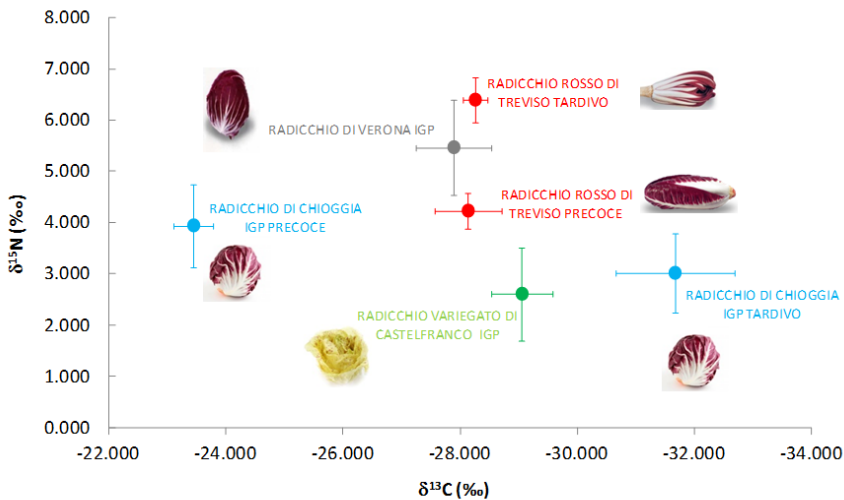 8.000
7.000
6.000
5.000
4.000
3.000
2.000
1.000
0.000
δ¹⁵N (‰)
RADICCHIO ROSSO DI
TREVISO TARDIVO
RADICCHIO DI VERONA IGP
RADICCHIO ROSSO DI
TREVISO PRECOCE
RADICCHIO DI CHIOGGIA
IGP PRECOCE
RADICCHIO DI CHIOGGIA
IGP TARDIVO
RADICCHIO VARIEGATO DI
CASTELFRANCO IGP
-22.000 -24.000 -26.000 -28.000 -30.000 -32.000 -34.000
δ¹³C (‰)